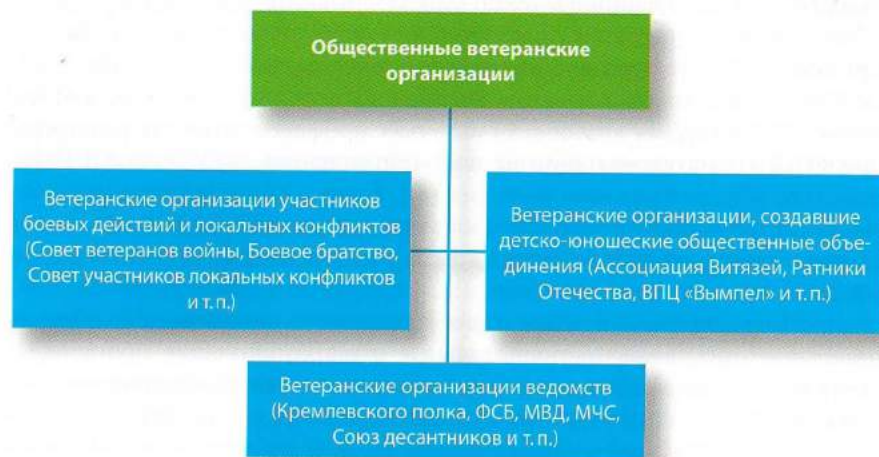 Общественные ветеранские
организации
Ветеранские организации участников
боевых действий и локальных конфликтов
(Совет ветеранов войны, Боевое братство,
Совет участников локальных конфликтов
и т. п.)
Ветеранские организации, создавшие
детско-юношеские общественные объе-
динения (Ассоциация Витязей, Ратники
Отечества, ВПЦ «Вымпел» и т. п.)
Ветеранские организации ведомств
(Кремлевского полка, ФСБ, МВД, МЧС,
Союз десантников и т. п.)